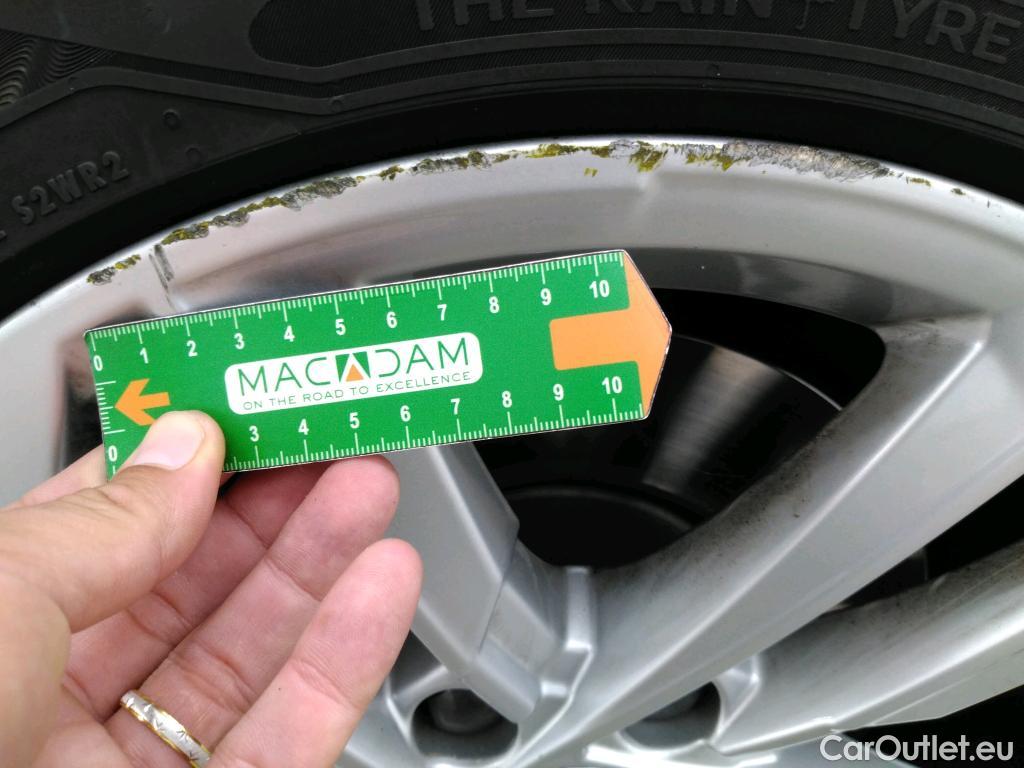 THE RAIN TYRE
S2WR2
0 1 2 3 4 5 6 7 8 9 10
MACADAM
ON THE ROAD TO EXCELLENCE
0 3 4 5 6 7 8 9 10
CarOutlet.eu